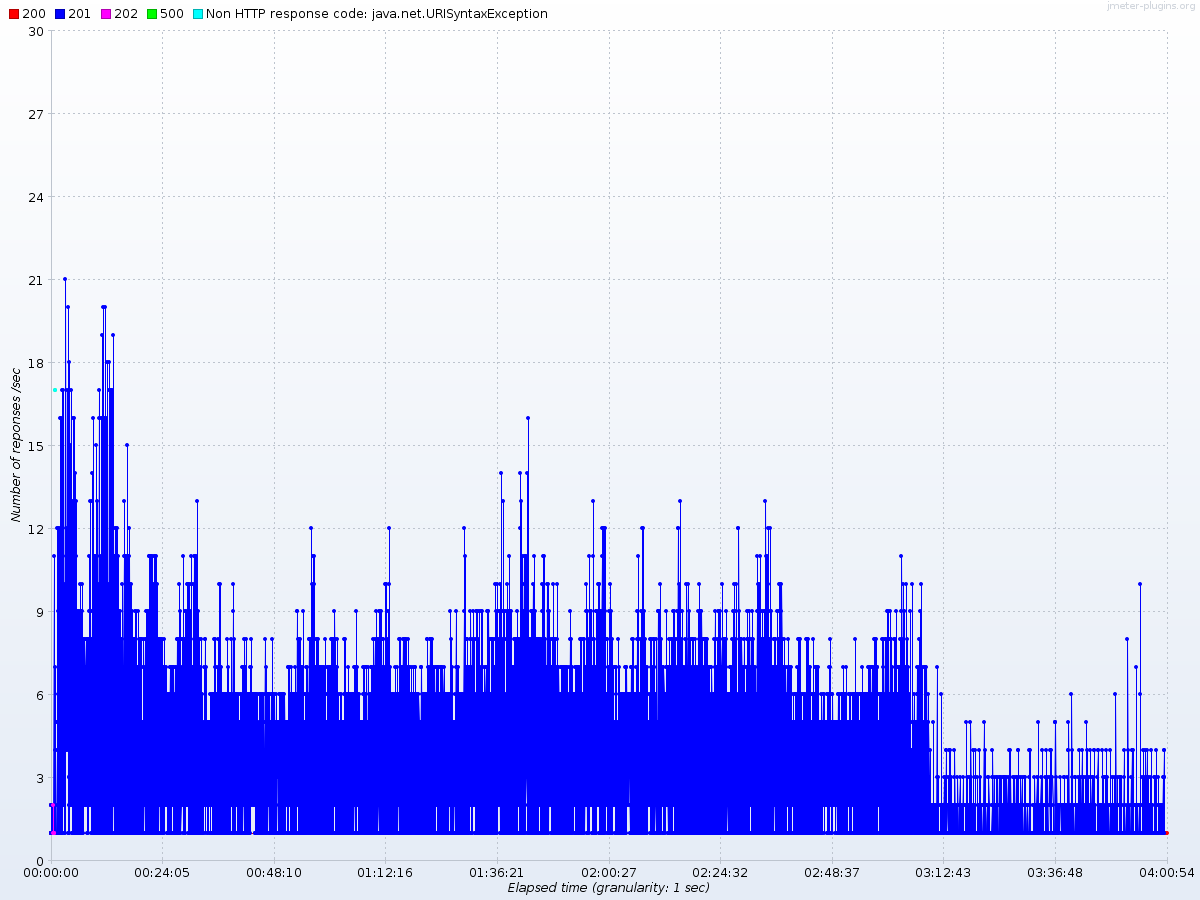 200 201 202 500 Non HTTP response code: java.net.URISyntaxException
jmeter-plugins.org
30
27
24
21
18
15
12
9
6
3
0
Number of reponses /sec
00:00:00 00:24:05 00:48:10 01:12:16 01:36:21 02:00:27 02:24:32 02:48:37 03:12:43 03:36:48 04:00:54
Elapsed time (granularity: 1 sec)